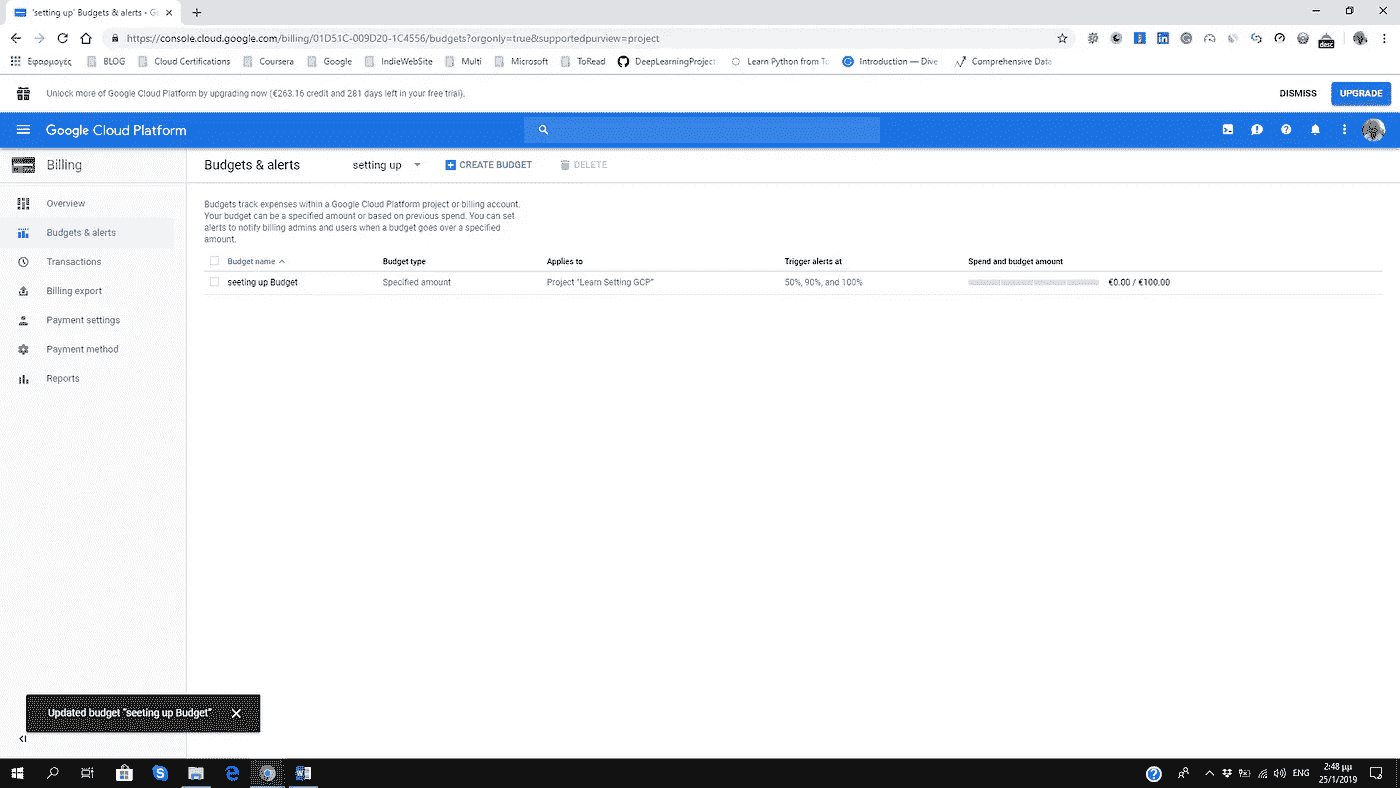 'setting up' Budgets & alerts - G
https://console.cloud.google.com/billing/01D51C-009D20-1C4556/budgets?orgonly=true&supportedpurview=project
Εφαρμογές BLOG Cloud Certifications Coursera Google IndieWebSite Multi Microsoft ToRead DeepLearningProject Learn Python from To Introduction — Dive Comprehensive Data
Unlock more of Google Cloud Platform by upgrading now (€263.16 credit and 281 days left in your free trial). DISMISS UPGRADE
Google Cloud Platform
Billing Budgets & alerts setting up CREATE BUDGET DELETE
Overview
Budgets & alerts
Transactions
Billing export
Payment settings
Payment method
Reports
Budgets track expenses within a Google Cloud Platform project or billing account.
Your budget can be a specified amount or based on previous spend. You can set
alerts to notify billing admins and users when a budget goes over a specified
amount.
Budget name Budget type Applies to Trigger alerts at Spend and budget amount
seeting up Budget Specified amount Project "Learn Setting GCP" 50%, 90%, and 100% €0.00 / €100.00
Updated budget "seeting up Budget"
ENG
2:48 μμ
25/1/2019